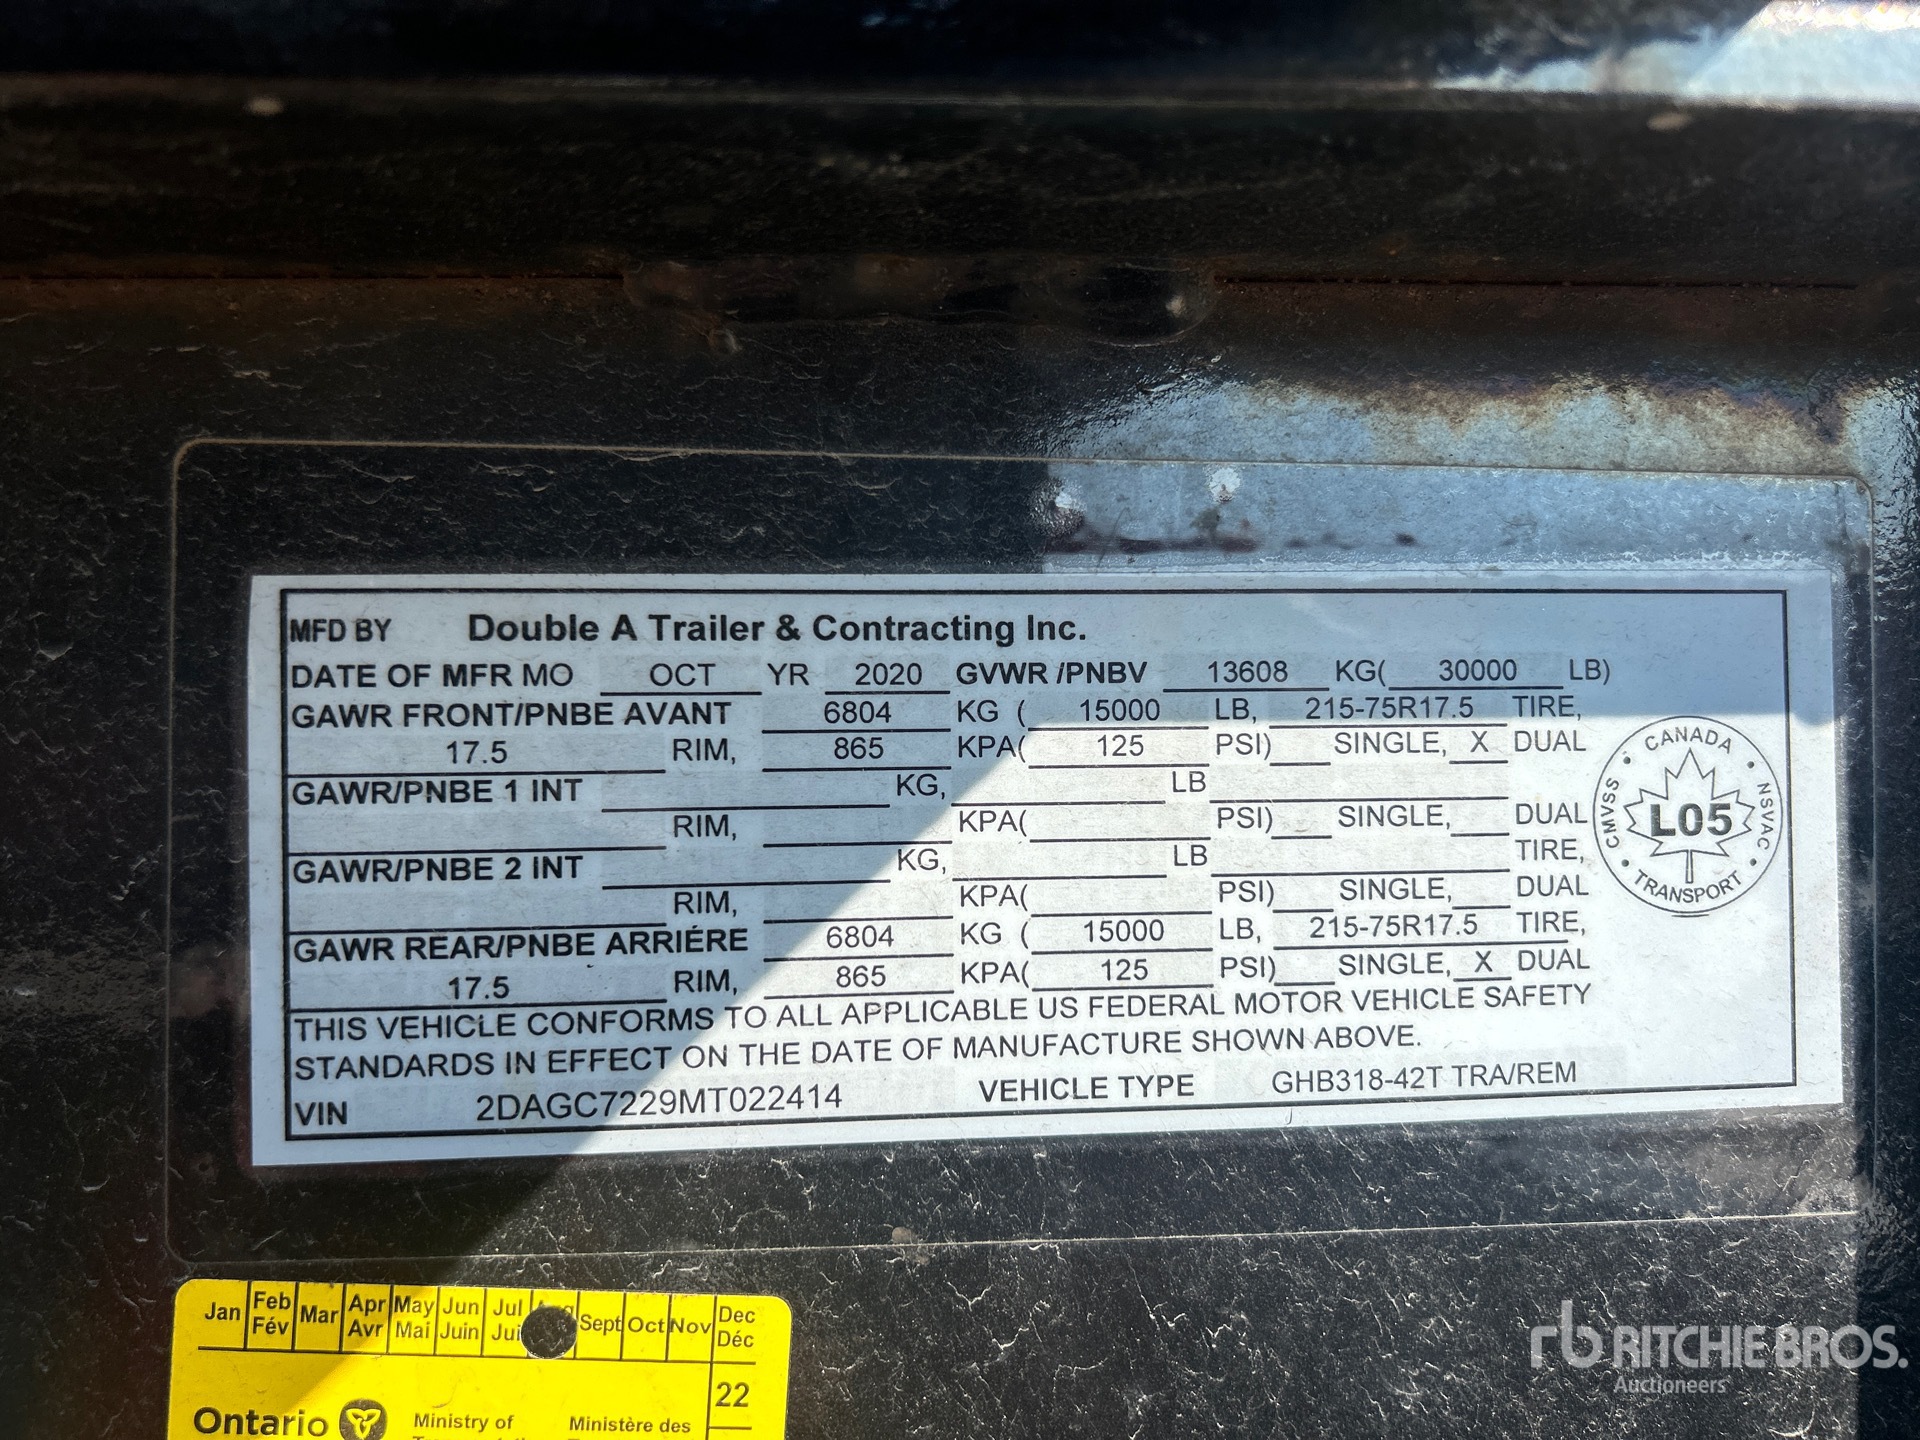 MFD BY Double A Trailer & Contracting Inc.
DATE OF MFR MO OCT YR 2020 GVWR /PNBV 13608 KG( 30000 LB)
GAWR FRONT/PNBE AVANT 6804 KG ( 15000 LB, 215-75R17.5 TIRE,
17.5 RIM, 865 KPA( 125 PSI) SINGLE, X DUAL
GAWR/PNBE 1 INT KG, LB
RIM, KPA( PSI) SINGLE, DUAL
GAWR/PNBE 2 INT KG, LB TIRE,
RIM, KPA( PSI) SINGLE, DUAL
GAWR REAR/PNBE ARRIÉRE 6804 KG ( 15000 LB, 215-75R17.5 TIRE,
17.5 RIM, 865 KPA( 125 PSI) SINGLE, X DUAL
THIS VEHICLE CONFORMS TO ALL APPLICABLE US FEDERAL MOTOR VEHICLE SAFETY
STANDARDS IN EFFECT ON THE DATE OF MANUFACTURE SHOWN ABOVE.
VIN 2DAGC7229MT022414 VEHICLE TYPE GHB318-42T TRA/REM
CANADA
CMVSS L05 NSVAC
TRANSPORT
Jan Feb Mar Apr May Jun Jul Sept Oct Nov Dec
Fév Avr Mai Juin Jui Déc
22
Ontario Ministry of Ministère des
rb RITCHIE BROS.
Auctioneers